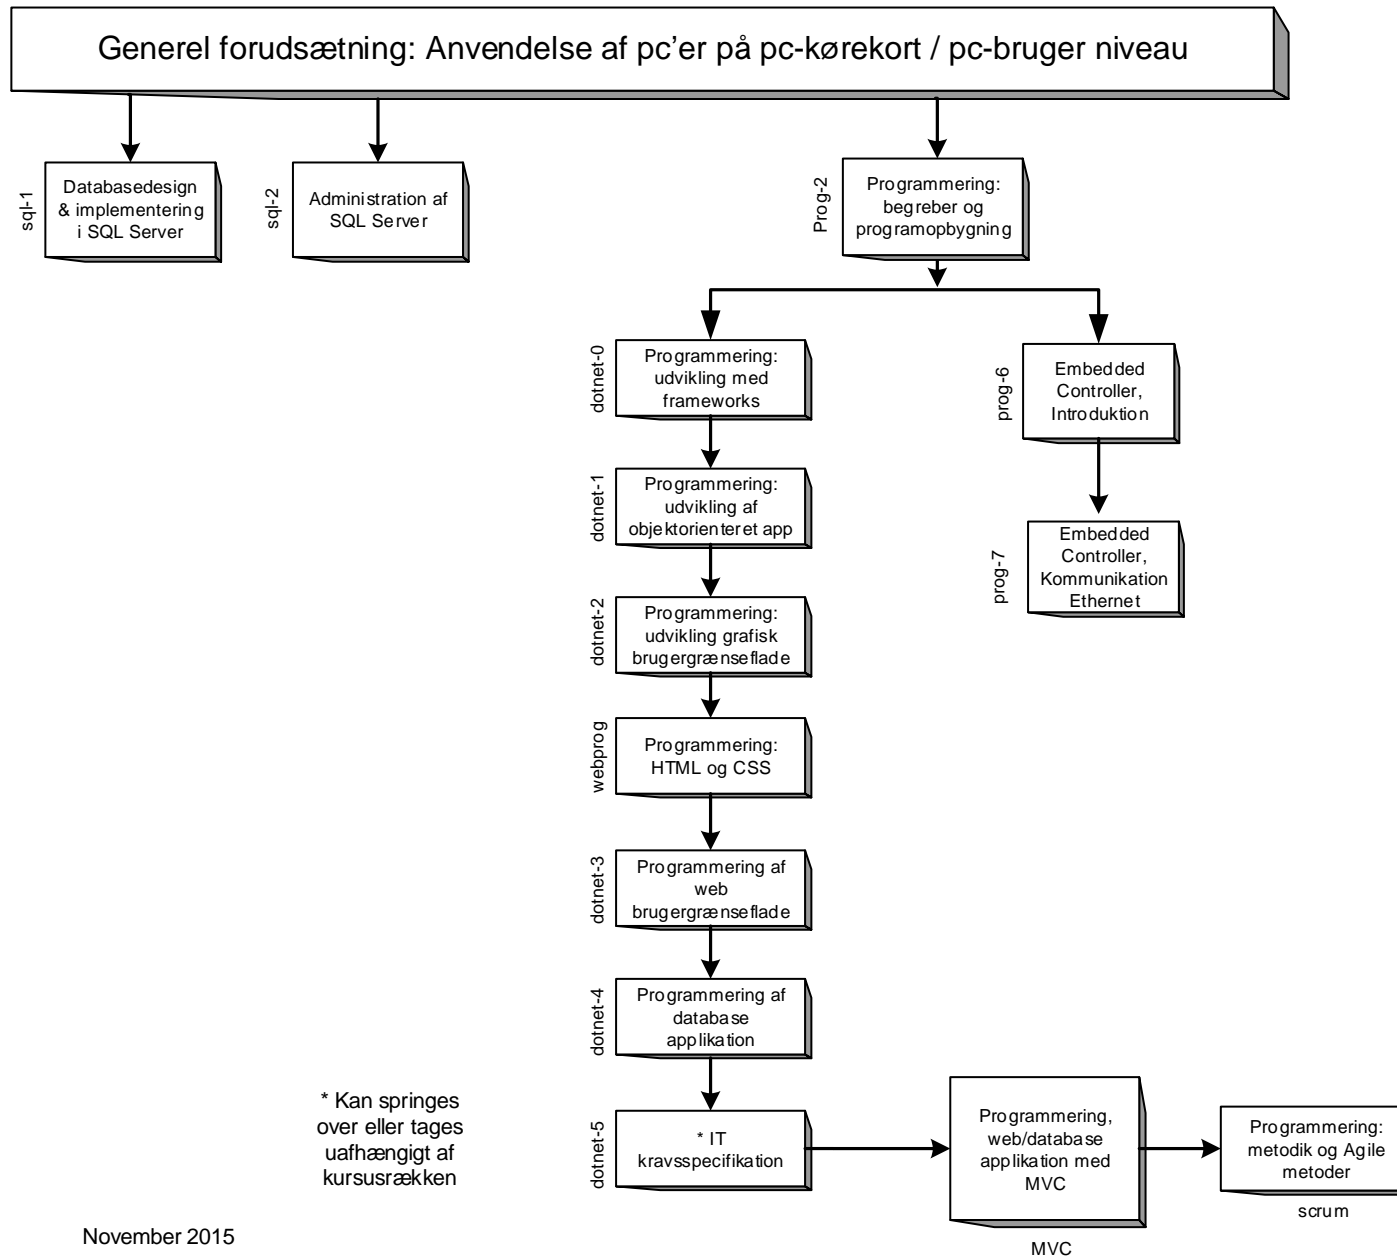 Generel forudsætning: Anvendelse af pc'er på pc-kørekort / pc-bruger niveau
sql-1
Databasedesign
& implementering
i SQL Server
sql-2
Administration af
SQL Server
Prog-2
Programmering:
begreber og
programopbygning
dotnet-0
Programmering:
udvikling med
frameworks
prog-6
Embedded
Controller,
Introduktion
dotnet-1
Programmering:
udvikling af
objektorienteret app
prog-7
Embedded
Controller,
Kommunikation
Ethernet
dotnet-2
Programmering:
udvikling grafisk
brugergrænseflade
webprog
Programmering:
HTML og CSS
dotnet-3
Programmering af
web
brugergrænseflade
dotnet-4
Programmering af
database
applikation
* Kan springes
over eller tages
uafhængigt af
kursusrækken
dotnet-5
* IT
kravsspecifikation
Programmering,
web/database
applikation med
MVC
MVC
Programmering:
metodik og Agile
metoder
scrum
November 2015